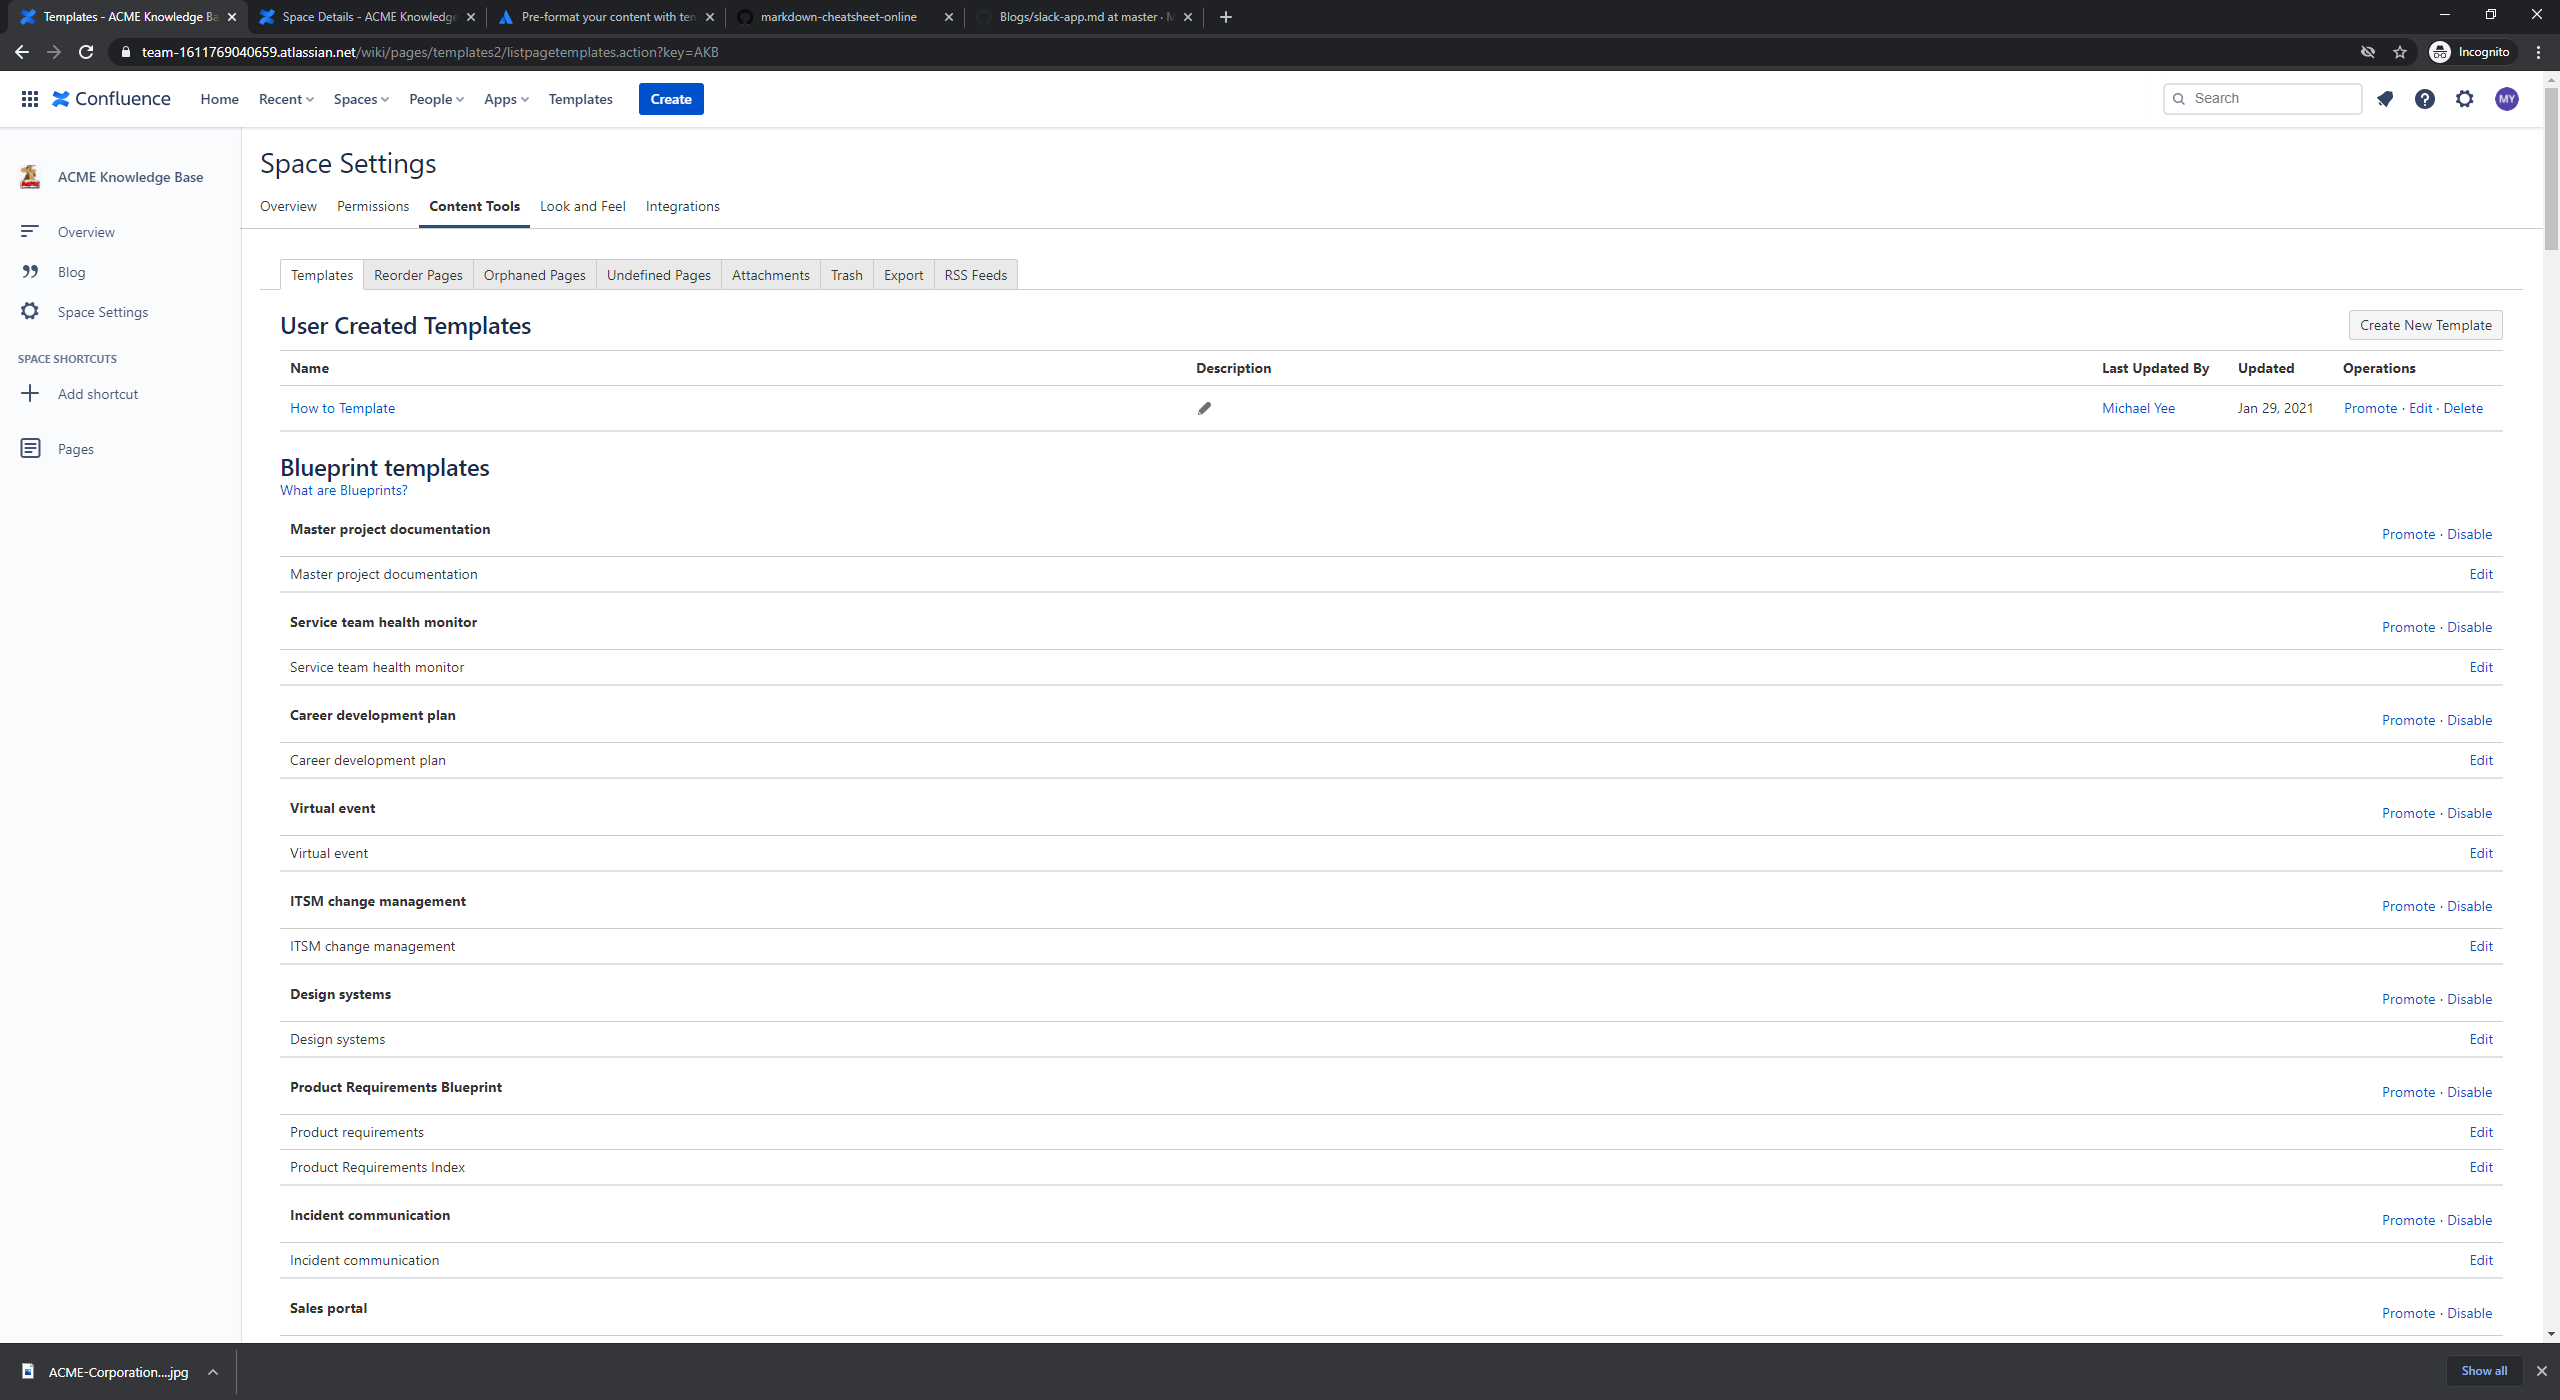 Templates - ACME Knowledge Ba
Space Details - ACME Knowledge
Pre-format your content with ten
markdown-cheatsheet-online
Blogs/slack-app.md at master · M
team-1611769040659.atlassian.net/wiki/pages/templates2/listpagetemplates.action?key=AKB
Incognito
Confluence
Home
Recent
Spaces
People
Apps
Templates
Create
Search
MY
ACME Knowledge Base
Overview
Blog
Space Settings
SPACE SHORTCUTS
Add shortcut
Pages
Space Settings
Overview Permissions Content Tools Look and Feel Integrations
Templates Reorder Pages Orphaned Pages Undefined Pages Attachments Trash Export RSS Feeds
User Created Templates
Create New Template
Name Description Last Updated By Updated Operations
How to Template Michael Yee Jan 29, 2021 Promote · Edit · Delete
Blueprint templates
What are Blueprints?
Master project documentation
Promote · Disable
Master project documentation Edit
Service team health monitor
Promote · Disable
Service team health monitor Edit
Career development plan
Promote · Disable
Career development plan Edit
Virtual event
Promote · Disable
Virtual event Edit
ITSM change management
Promote · Disable
ITSM change management Edit
Design systems
Promote · Disable
Design systems Edit
Product Requirements Blueprint
Promote · Disable
Product requirements Edit
Product Requirements Index Edit
Incident communication
Promote · Disable
Incident communication Edit
Sales portal
Promote · Disable
ACME-Corporation....jpg
Show all